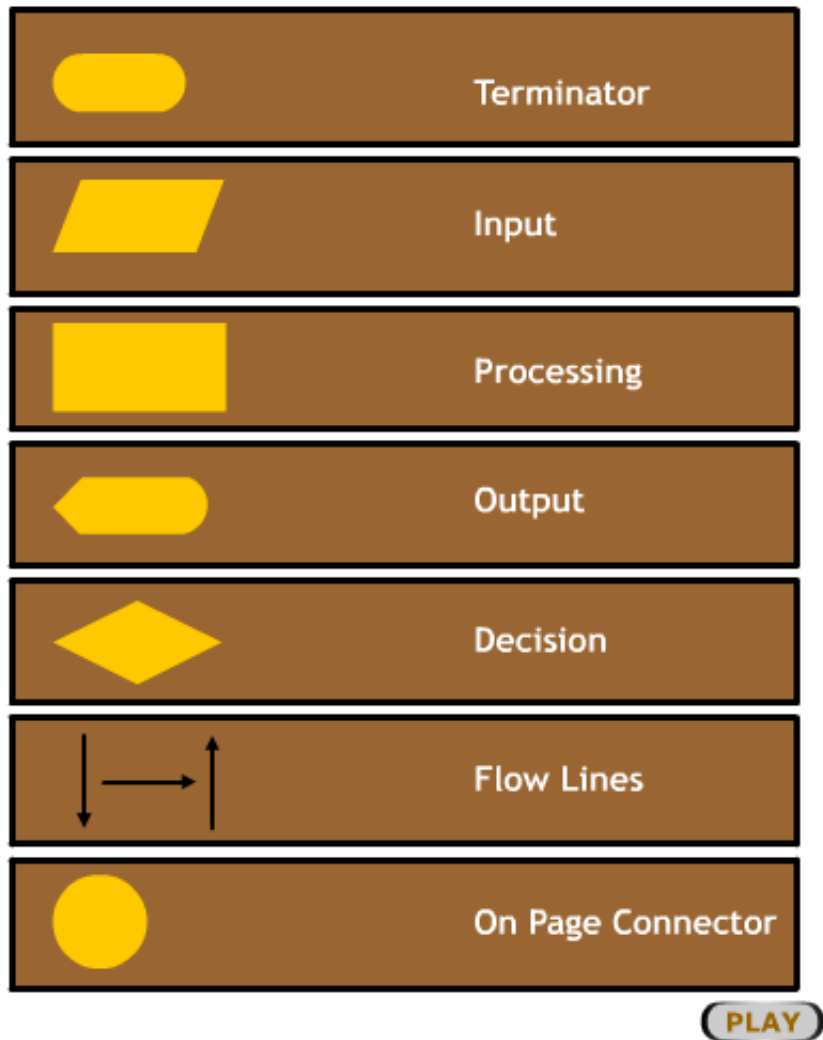 Terminator
Input
Processing
Output
Decision
Flow Lines
On Page Connector
PLAY